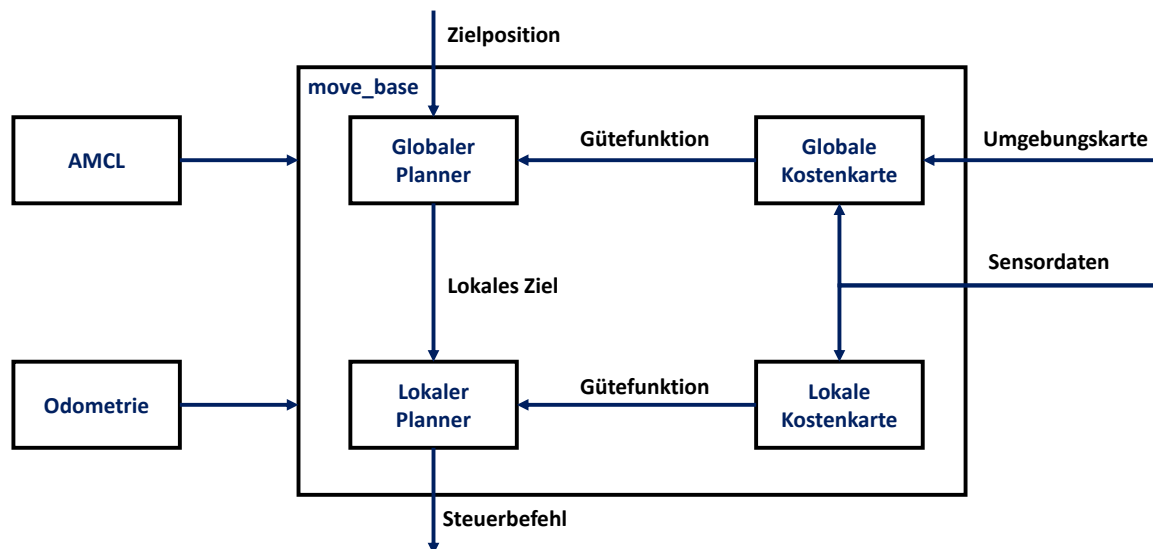 Zielposition
move_base
AMCL
Globaler
Planner
Gütefunktion
Globale
Kostenkarte
Umgebungskarte
Sensordaten
Lokales Ziel
Odometrie
Lokaler
Planner
Gütefunktion
Lokale
Kostenkarte
Steuerbefehl